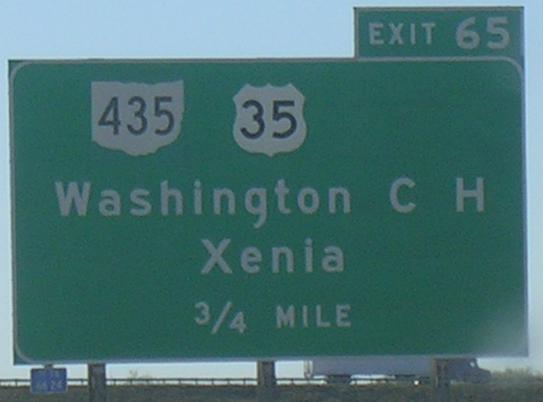 EXIT 65
435 35
Washington C H
Xenia
3/4 MILE